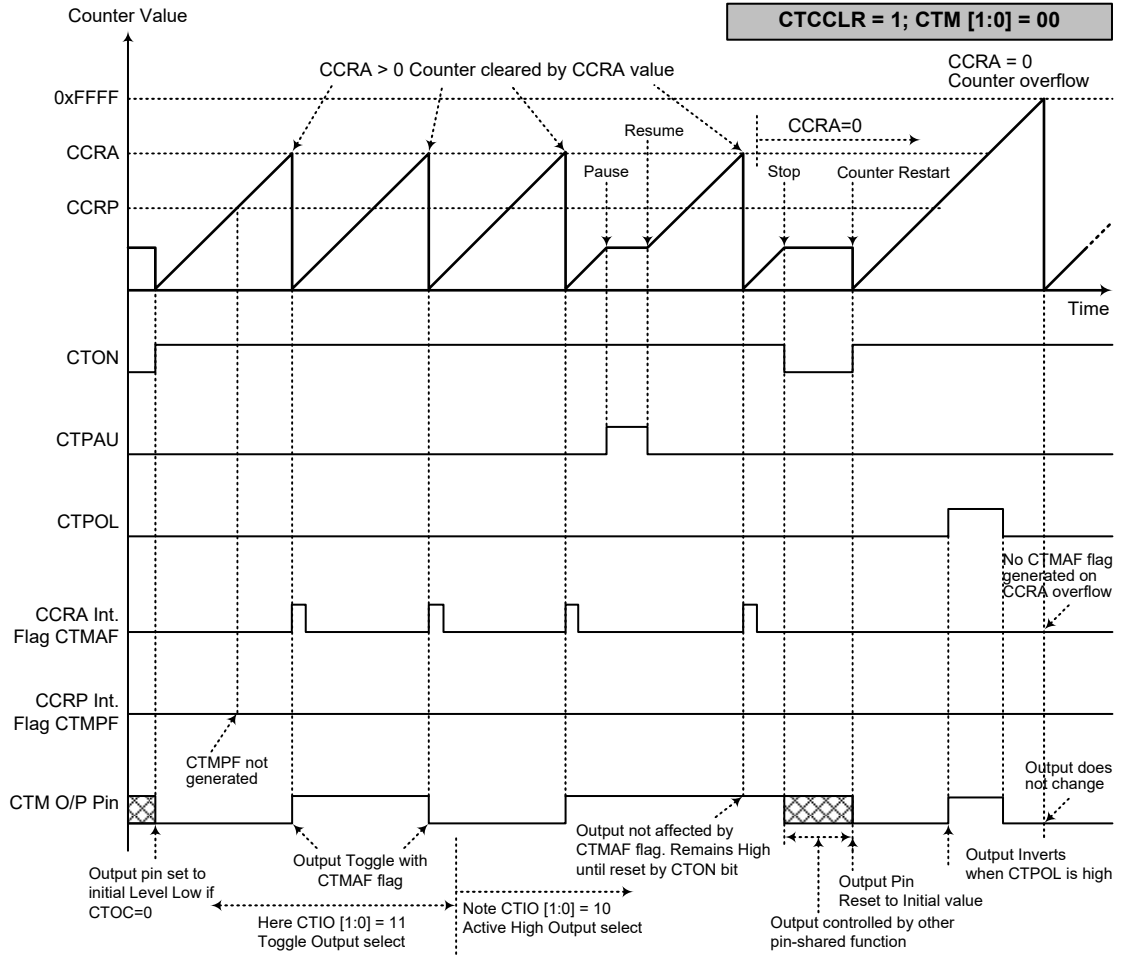 Counter Value
CTCCLR = 1; CTM [1:0] = 00
CCRA > 0 Counter cleared by CCRA value
CCRA = 0
Counter overflow
0xFFFF
CCRA
Resume
CCRA=0
Pause
Stop
Counter Restart
CCRP
Time
CTON
CTPAU
CTPOL
No CTMAF flag
generated on
CCRA overflow
CCRA Int.
Flag CTMAF
CCRP Int.
Flag CTMPF
CTMPF not
generated
Output does
not change
CTM O/P Pin
Output pin set to
initial Level Low if
CTOC=0
Output Toggle with
CTMAF flag
Output not affected by
CTMAF flag. Remains High
until reset by CTON bit
Output Inverts
when CTPOL is high
Output Pin
Reset to Initial value
Here CTIO [1:0] = 11
Toggle Output select
Note CTIO [1:0] = 10
Active High Output select
Output controlled by other
pin-shared function